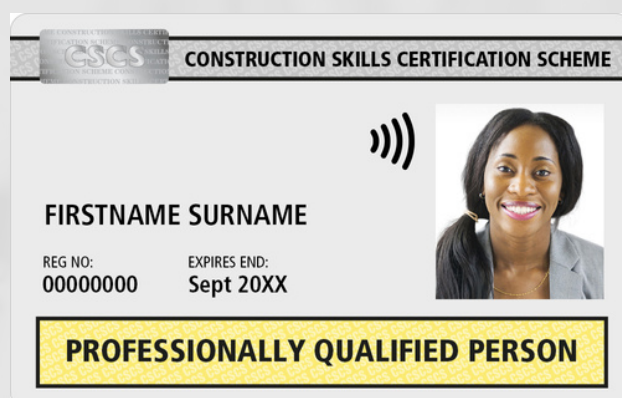 CSCS
CONSTRUCTION SKILLS CERTIFICATION SCHEME
FIRSTNAME SURNAME
REG NO:
EXPIRES END:
00000000
Sept 20XX
PROFESSIONALLY QUALIFIED PERSON